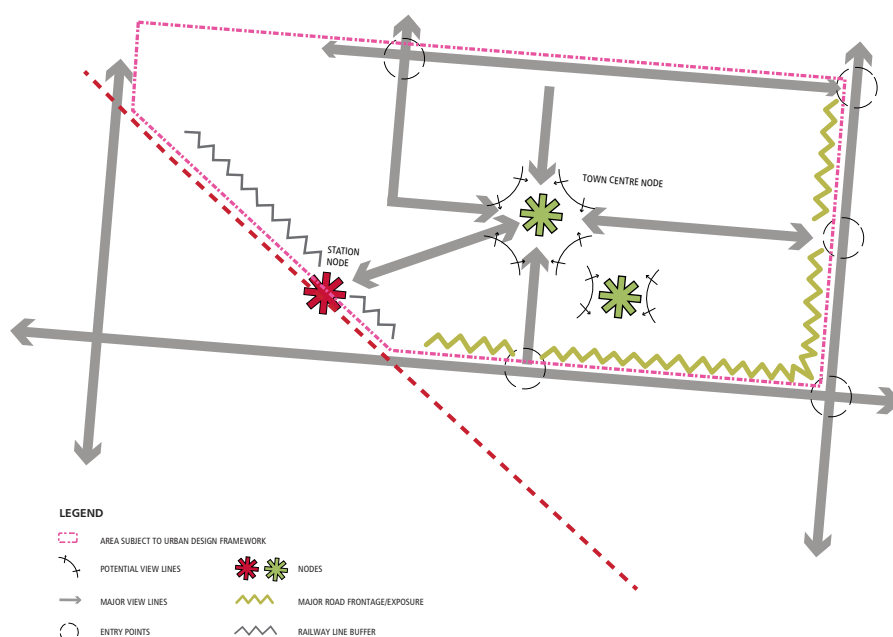 TOWN CENTRE NODE
STATION
NODE
LEGEND
AREA SUBJECT TO URBAN DESIGN FRAMEWORK
POTENTIAL VIEW LINES
NODES
MAJOR VIEW LINES
MAJOR ROAD FRONTAGE/EXPOSURE
ENTRY POINTS
RAILWAY LINE BUFFER